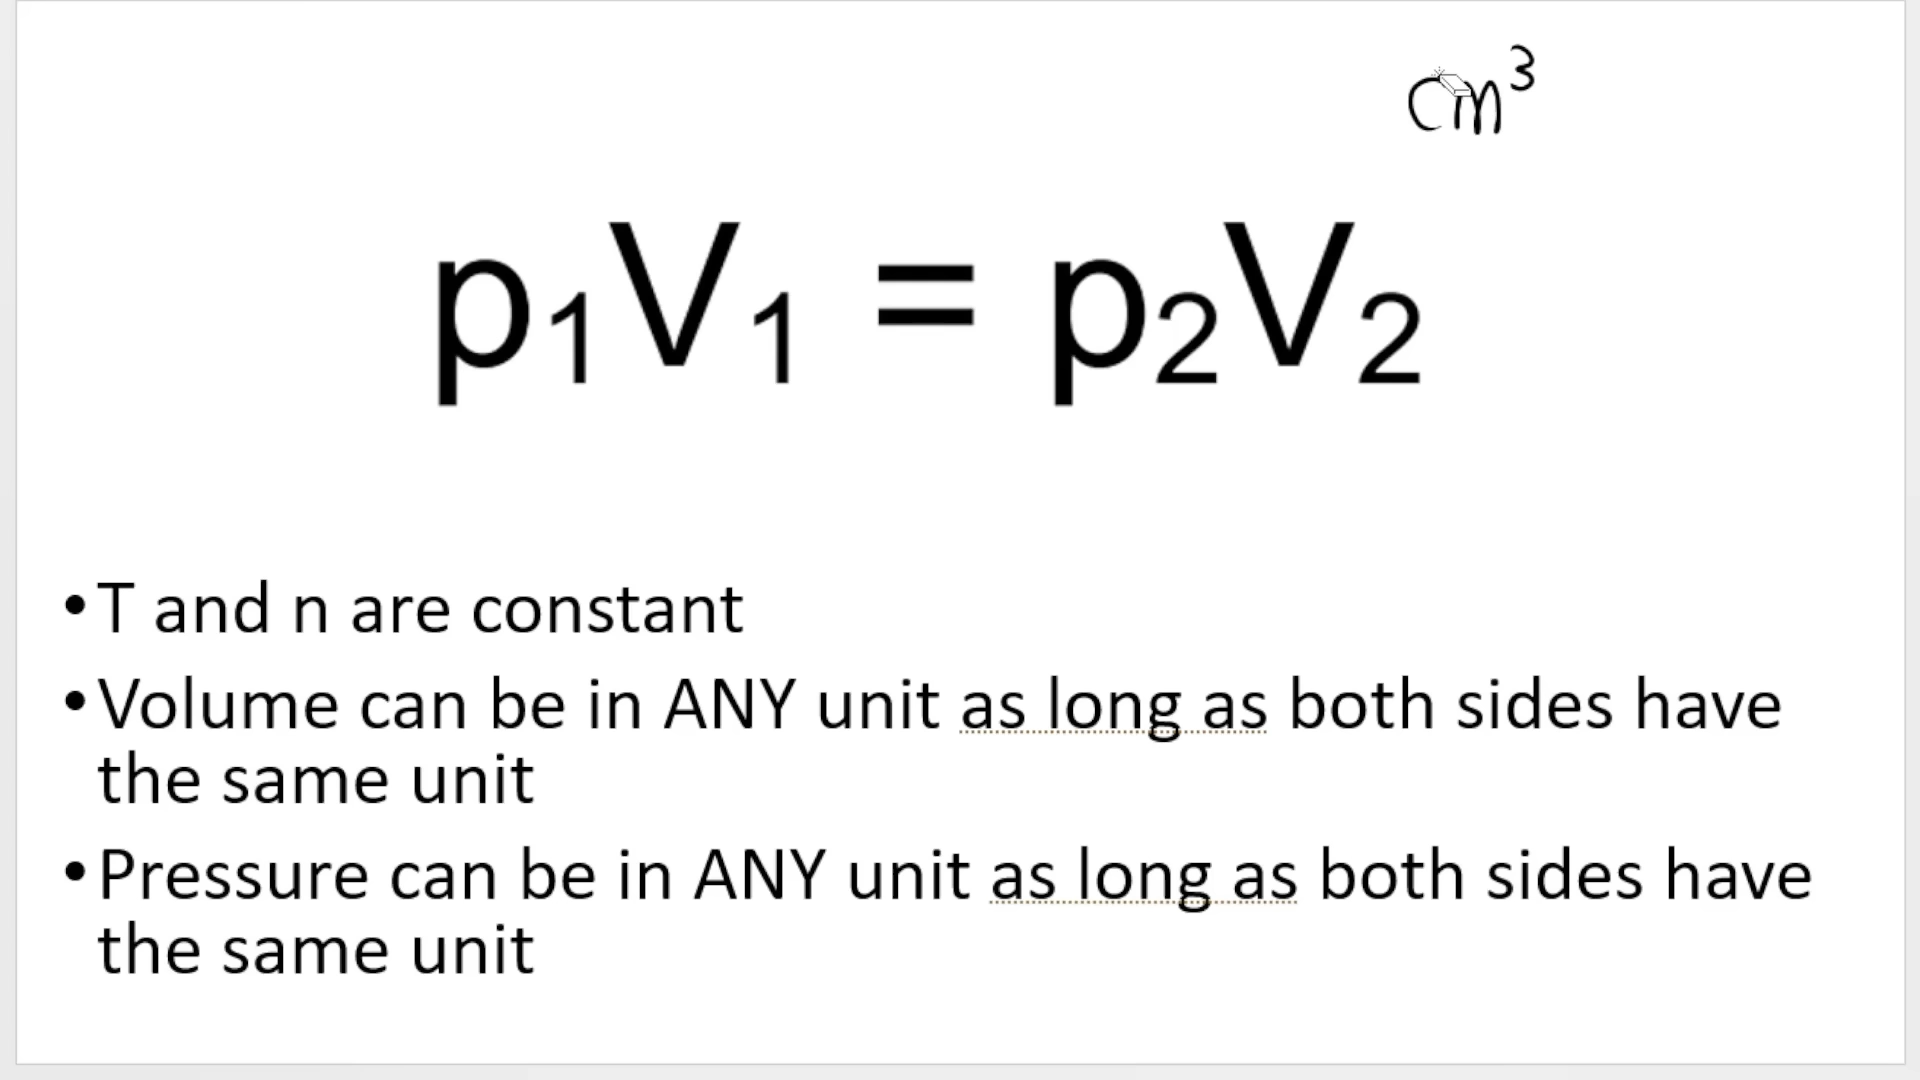 cm³
p₁V₁ = p₂V₂
•T and n are constant
•Volume can be in ANY unit as long as both sides have
the same unit
•Pressure can be in ANY unit as long as both sides have
the same unit